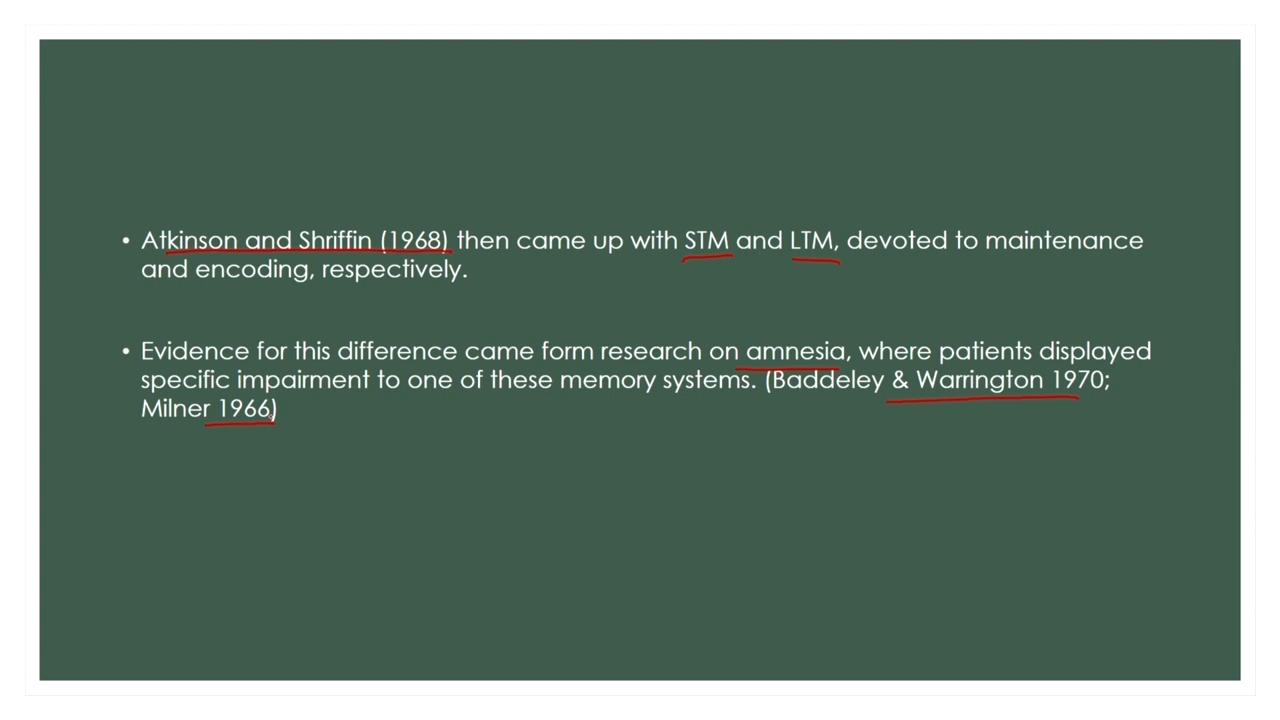 • Atkinson and Shriffin (1968) then came up with STM and LTM, devoted to maintenance
and encoding, respectively.
• Evidence for this difference came form research on amnesia, where patients displayed
specific impairment to one of these memory systems. (Baddeley & Warrington 1970;
Milner 1966)